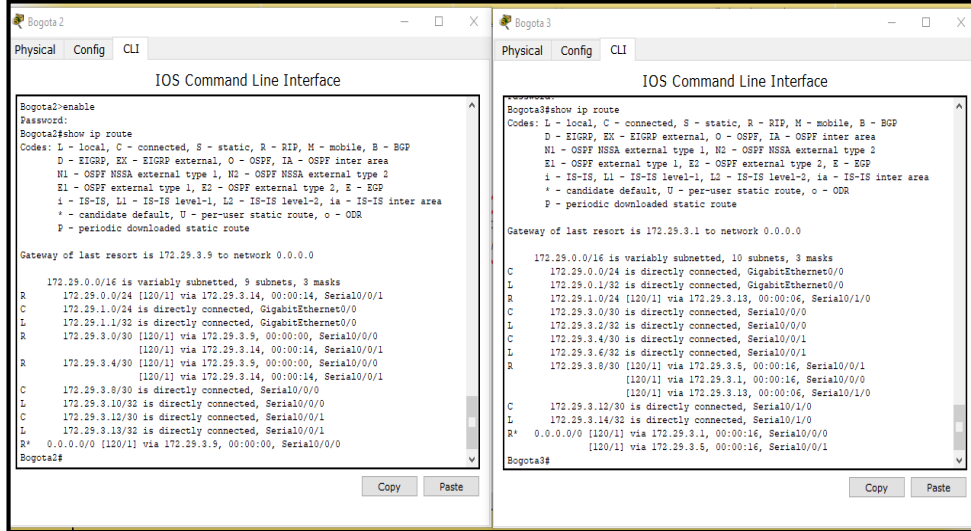 Bogota 2
Physical Config CLI
IOS Command Line Interface
Bogota2>enable
Password:
Bogota2#show ip route
Codes: L - local, C - connected, S - static, R - RIP, M - mobile, B - BGP
D - EIGRP, EX - EIGRP external, O - OSPF, IA - OSPF inter area
N1 - OSPF NSSA external type 1, N2 - OSPF NSSA external type 2
E1 - OSPF external type 1, E2 - OSPF external type 2, E - EGP
i - IS-IS, L1 - IS-IS level-1, L2 - IS-IS level-2, ia - IS-IS inter area
* - candidate default, U - per-user static route, o - ODR
P - periodic downloaded static route
Gateway of last resort is 172.29.3.9 to network 0.0.0.0
172.29.0.0/16 is variably subnetted, 9 subnets, 3 masks
R 172.29.0.0/24 [120/1] via 172.29.3.14, 00:00:14, Serial0/0/1
C 172.29.1.0/24 is directly connected, GigabitEthernet0/0
L 172.29.1.1/32 is directly connected, GigabitEthernet0/0
R 172.29.3.0/30 [120/1] via 172.29.3.9, 00:00:00, Serial0/0/0
[120/1] via 172.29.3.14, 00:00:14, Serial0/0/1
R 172.29.3.4/30 [120/1] via 172.29.3.9, 00:00:00, Serial0/0/0
[120/1] via 172.29.3.14, 00:00:14, Serial0/0/1
C 172.29.3.8/30 is directly connected, Serial0/0/0
L 172.29.3.10/32 is directly connected, Serial0/0/0
C 172.29.3.12/30 is directly connected, Serial0/0/1
L 172.29.3.13/32 is directly connected, Serial0/0/1
R* 0.0.0.0/0 [120/1] via 172.29.3.9, 00:00:00, Serial0/0/0
Bogota2#
Copy Paste
Bogota 3
Physical Config CLI
IOS Command Line Interface
Password:
Bogota3#show ip route
Codes: L - local, C - connected, S - static, R - RIP, M - mobile, B - BGP
D - EIGRP, EX - EIGRP external, O - OSPF, IA - OSPF inter area
N1 - OSPF NSSA external type 1, N2 - OSPF NSSA external type 2
E1 - OSPF external type 1, E2 - OSPF external type 2, E - EGP
i - IS-IS, L1 - IS-IS level-1, L2 - IS-IS level-2, ia - IS-IS inter area
* - candidate default, U - per-user static route, o - ODR
P - periodic downloaded static route
Gateway of last resort is 172.29.3.1 to network 0.0.0.0
172.29.0.0/16 is variably subnetted, 10 subnets, 3 masks
C 172.29.0.0/24 is directly connected, GigabitEthernet0/0
L 172.29.0.1/32 is directly connected, GigabitEthernet0/0
R 172.29.1.0/24 [120/1] via 172.29.3.13, 00:00:06, Serial0/1/0
C 172.29.3.0/30 is directly connected, Serial0/0/0
L 172.29.3.2/32 is directly connected, Serial0/0/0
C 172.29.3.4/30 is directly connected, Serial0/0/1
L 172.29.3.6/32 is directly connected, Serial0/0/1
R 172.29.3.8/30 [120/1] via 172.29.3.5, 00:00:16, Serial0/0/1
[120/1] via 172.29.3.1, 00:00:16, Serial0/0/0
[120/1] via 172.29.3.13, 00:00:06, Serial0/1/0
C 172.29.3.12/30 is directly connected, Serial0/1/0
L 172.29.3.14/32 is directly connected, Serial0/1/0
R* 0.0.0.0/0 [120/1] via 172.29.3.1, 00:00:16, Serial0/0/0
[120/1] via 172.29.3.5, 00:00:16, Serial0/0/1
Bogota3#
Copy Paste